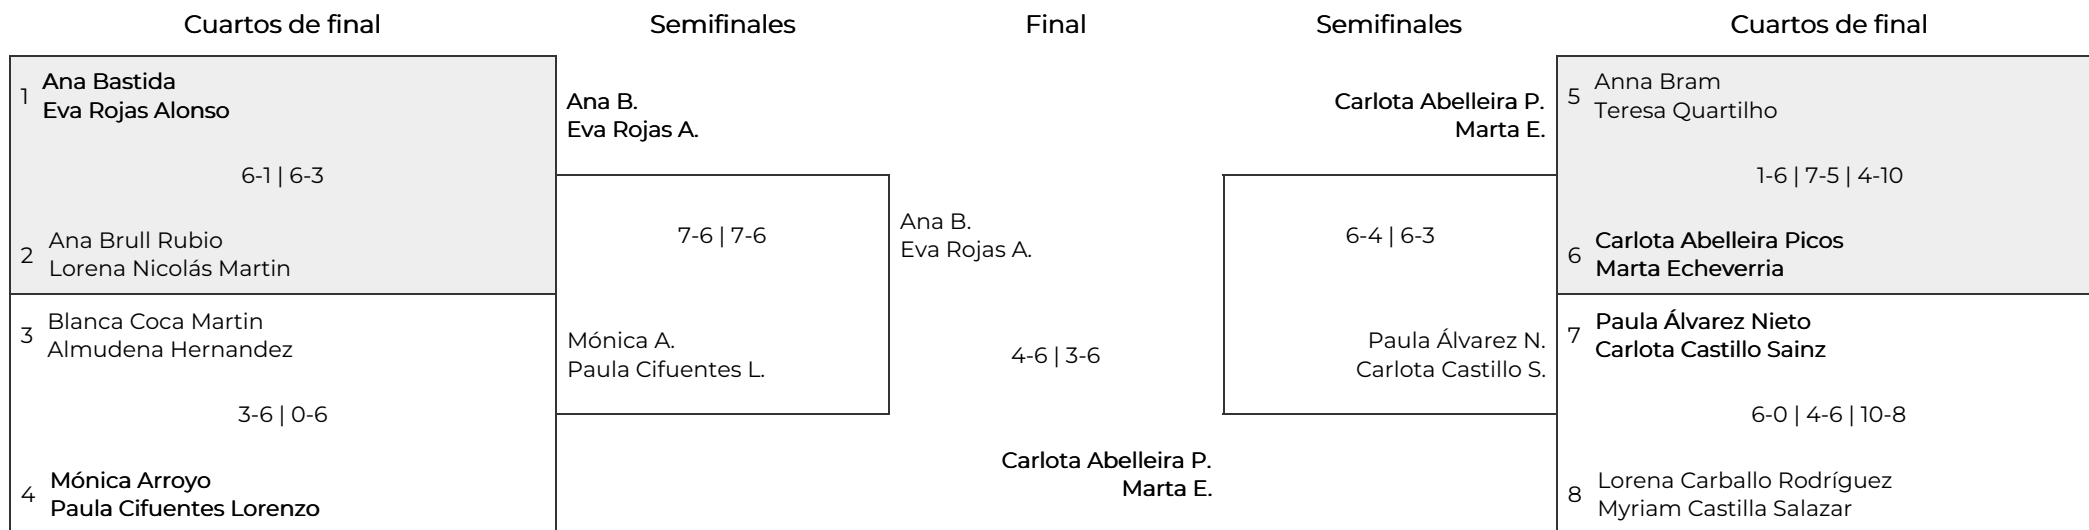 Cuartos de final
Semifinales
Final
Semifinales
Cuartos de final
1
Ana Bastida
Eva Rojas Alonso
6-1 | 6-3
2
Ana Brull Rubio
Lorena Nicolás Martin
3
Blanca Coca Martin
Almudena Hernandez
3-6 | 0-6
4
Mónica Arroyo
Paula Cifuentes Lorenzo
Ana B.
Eva Rojas A.
7-6 | 7-6
Mónica A.
Paula Cifuentes L.
Ana B.
Eva Rojas A.
4-6 | 3-6
Carlota Abelleira P.
Marta E.
Carlota Abelleira P.
Marta E.
6-4 | 6-3
Paula Álvarez N.
Carlota Castillo S.
5
Anna Bram
Teresa Quartilho
1-6 | 7-5 | 4-10
6
Carlota Abelleira Picos
Marta Echeverria
7
Paula Álvarez Nieto
Carlota Castillo Sainz
6-0 | 4-6 | 10-8
8
Lorena Carballo Rodríguez
Myriam Castilla Salazar